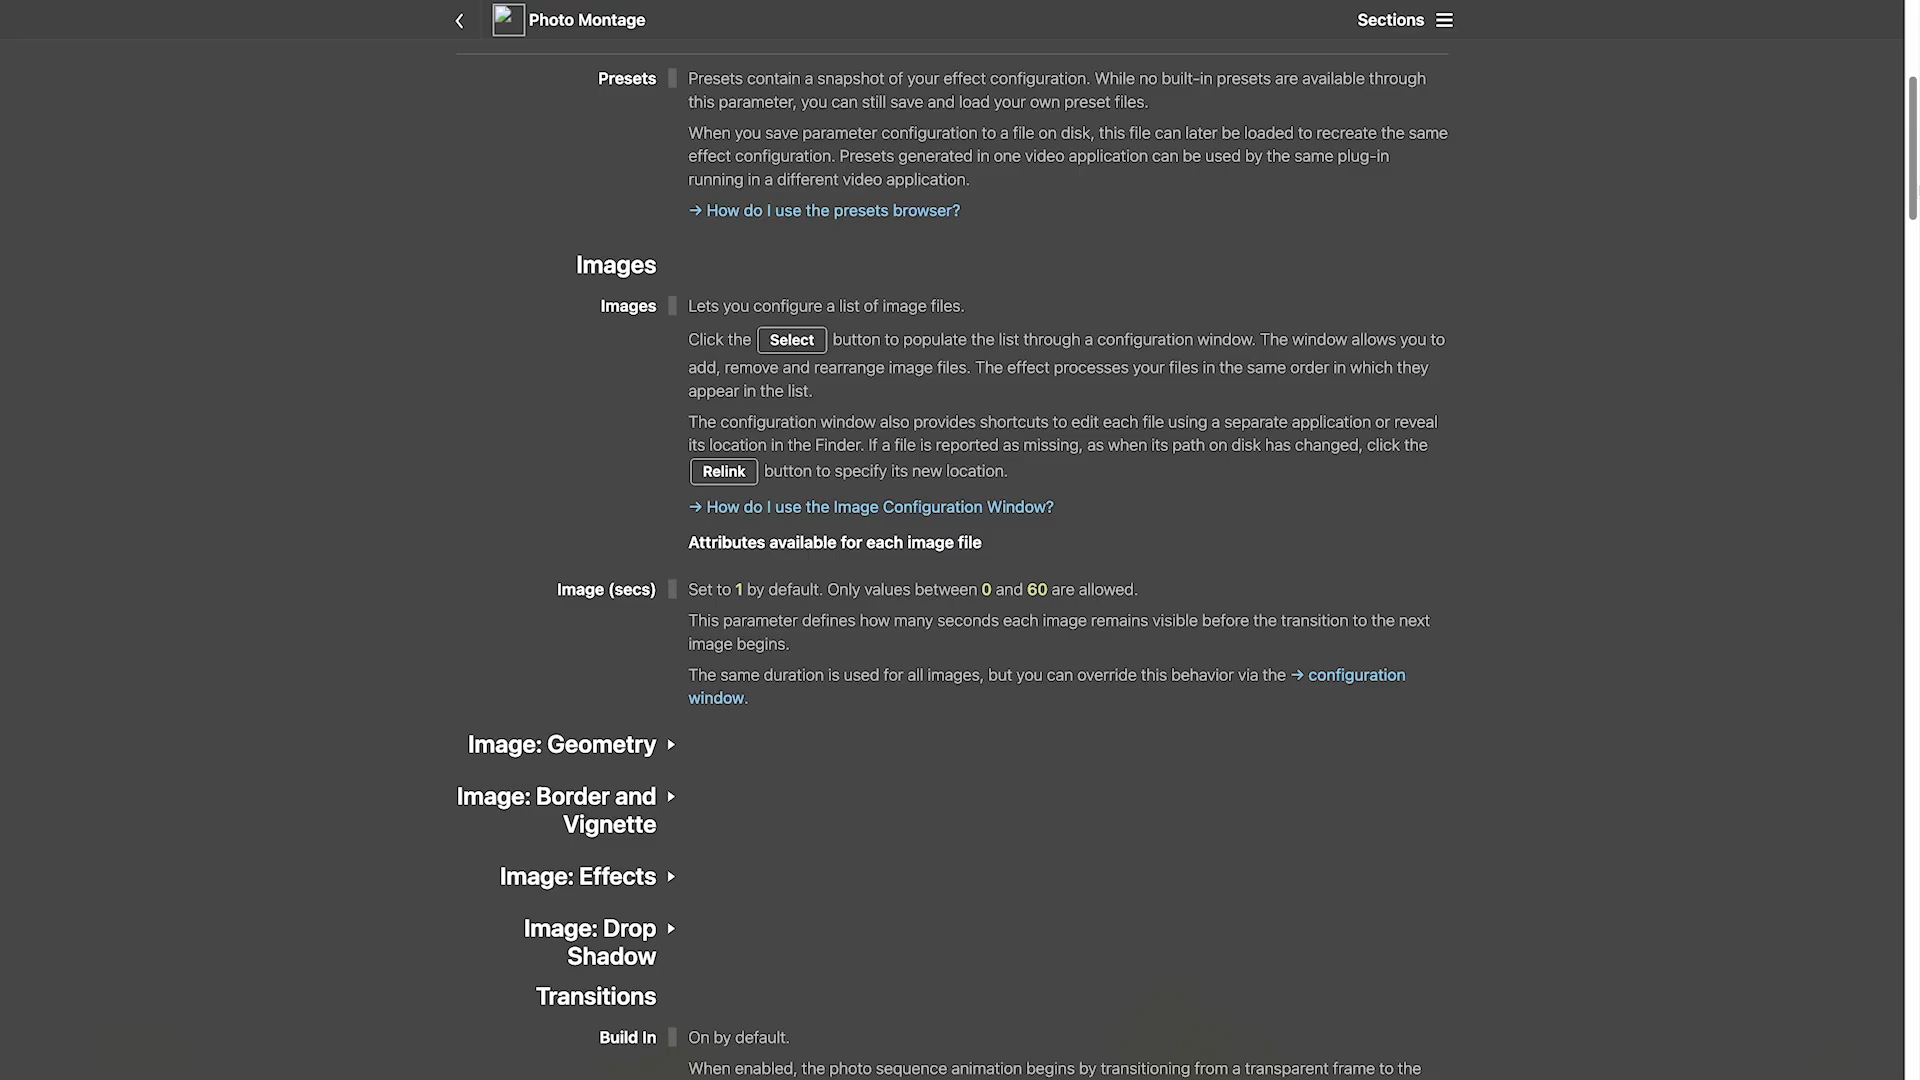 Photo Montage
Sections
Presets
Presets contain a snapshot of your effect configuration. While no built-in presets are available through
this parameter, you can still save and load your own preset files.
When you save parameter configuration to a file on disk, this file can later be loaded to recreate the same
effect configuration. Presets generated in one video application can be used by the same plug-in
running in a different video application.
→ How do I use the presets browser?
Images
Images
Lets you configure a list of image files.
Click the Select button to populate the list through a configuration window. The window allows you to
add, remove and rearrange image files. The effect processes your files in the same order in which they
appear in the list.
The configuration window also provides shortcuts to edit each file using a separate application or reveal
its location in the Finder. If a file is reported as missing, as when its path on disk has changed, click the
Relink button to specify its new location.
→ How do I use the Image Configuration Window?
Attributes available for each image file
Image (secs)
Set to 1 by default. Only values between 0 and 60 are allowed.
This parameter defines how many seconds each image remains visible before the transition to the next
image begins.
The same duration is used for all images, but you can override this behavior via the → configuration
window.
Image: Geometry
Image: Border and
Vignette
Image: Effects
Image: Drop
Shadow
Transitions
Build In
On by default.
When enabled, the photo sequence animation begins by transitioning from a transparent frame to the